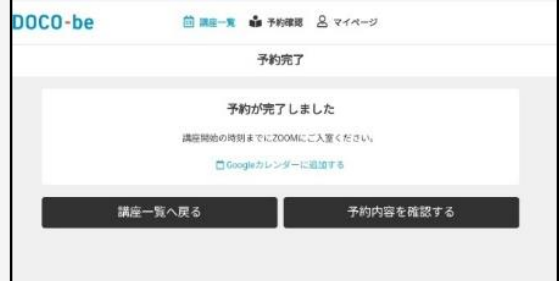 DOCO-be
講座一覧 予約確認 マイページ
予約完了
予約が完了しました
講座開始の時刻までにZOOMにご入室ください。
Googleカレンダーに追加する
講座一覧へ戻る 予約内容を確認する